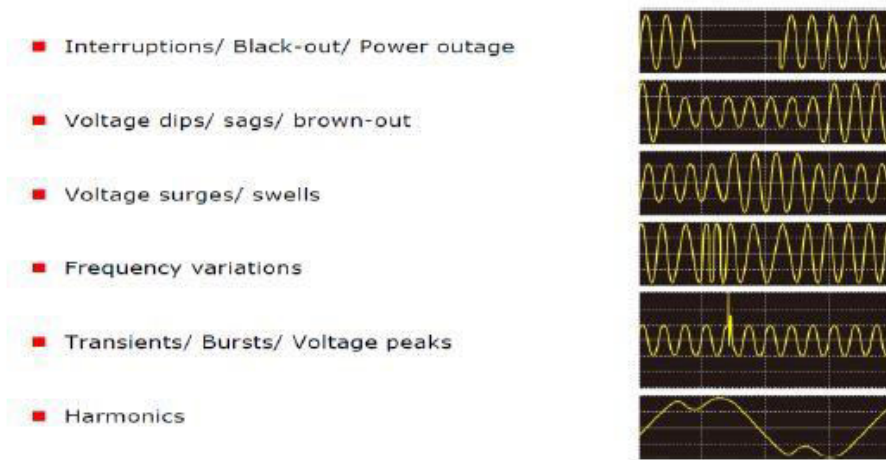 Interruptions/ Black-out/ Power outage
Voltage dips/ sags/ brown-out
Voltage surges/ swells
Frequency variations
Transients/ Bursts/ Voltage peaks
Harmonics